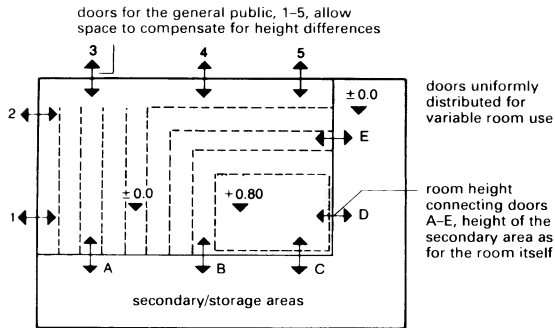 doors for the general public, 1–5, allow
space to compensate for height differences
3 4 5
±0.0
doors uniformly
distributed for
variable room use
2
E
±0.0
+0.80
room height
connecting doors
A–E, height of the
secondary area as
for the room itself
1
D
A B C
secondary/storage areas